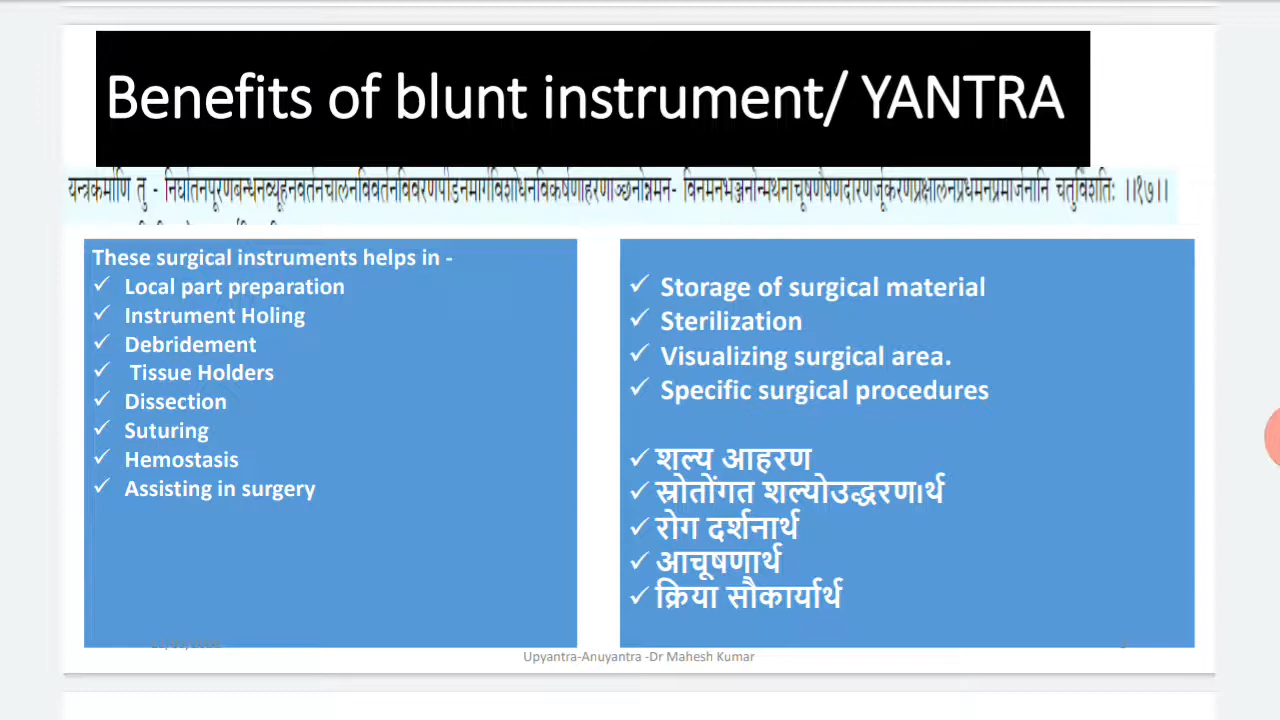 Benefits of blunt instrument/ YANTRA
यन्त्रकर्माणि तु - निर्घातनपूरणबन्धनव्यूहनवर्तनचालनविवर्तनविवरणपीडनमार्गविशोधनविकर्षणाहरणाञ्छनोन्नमन- विनमनभञ्जनोन्मथनाचूषणैषणदारणर्जूकरणप्रक्षालनप्रधमनप्रमार्जनानि चतुर्विंशतिः ।।१७।।
These surgical instruments helps in -
✓ Local part preparation
✓ Instrument Holing
✓ Debridement
✓ Tissue Holders
✓ Dissection
✓ Suturing
✓ Hemostasis
✓ Assisting in surgery
✓ Storage of surgical material
✓ Sterilization
✓ Visualizing surgical area.
✓ Specific surgical procedures
✓ शल्य आहरण
✓ स्रोतोंगत शल्योउद्धरणार्थ
✓ रोग दर्शनार्थ
✓ आचूषणार्थ
✓ क्रिया सौकार्यार्थ
Upyantra-Anuyantra -Dr Mahesh Kumar